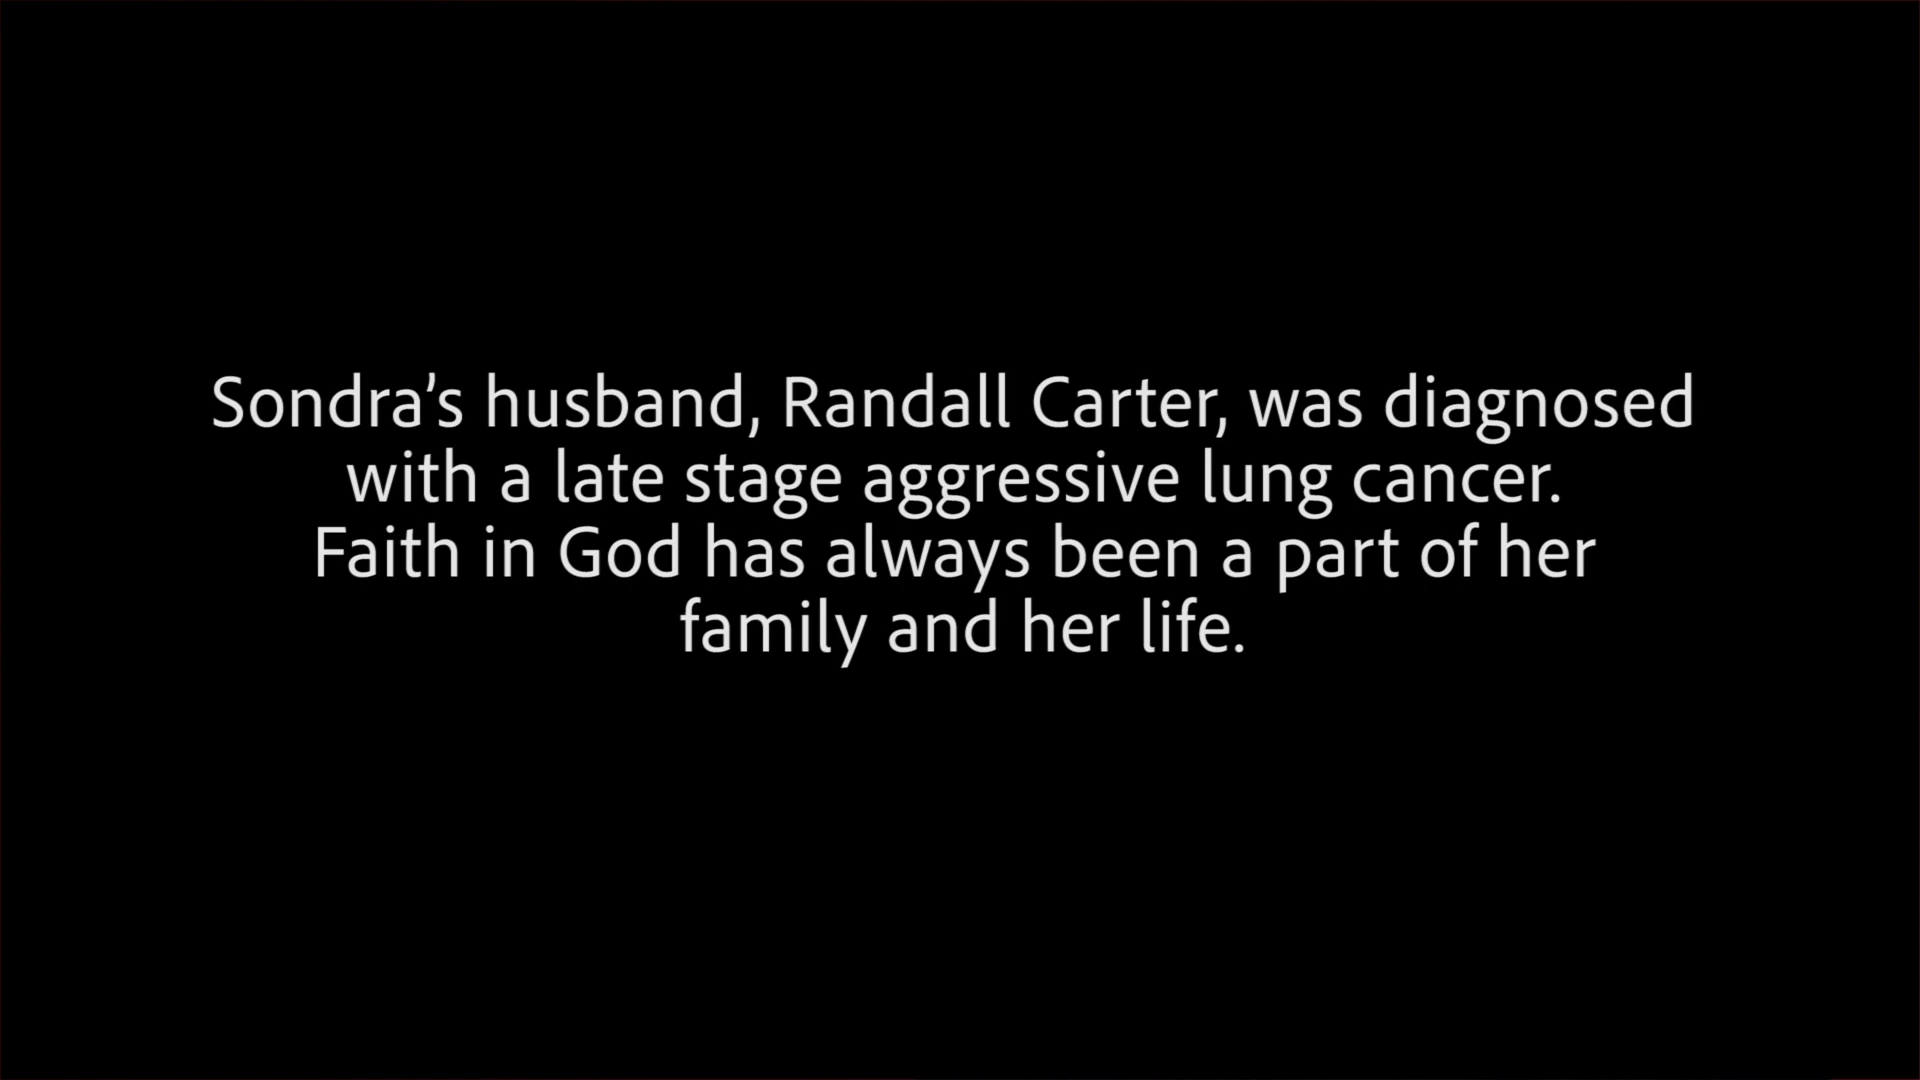 Sondra’s husband, Randall Carter, was diagnosed
with a late stage aggressive lung cancer.
Faith in God has always been a part of her
family and her life.